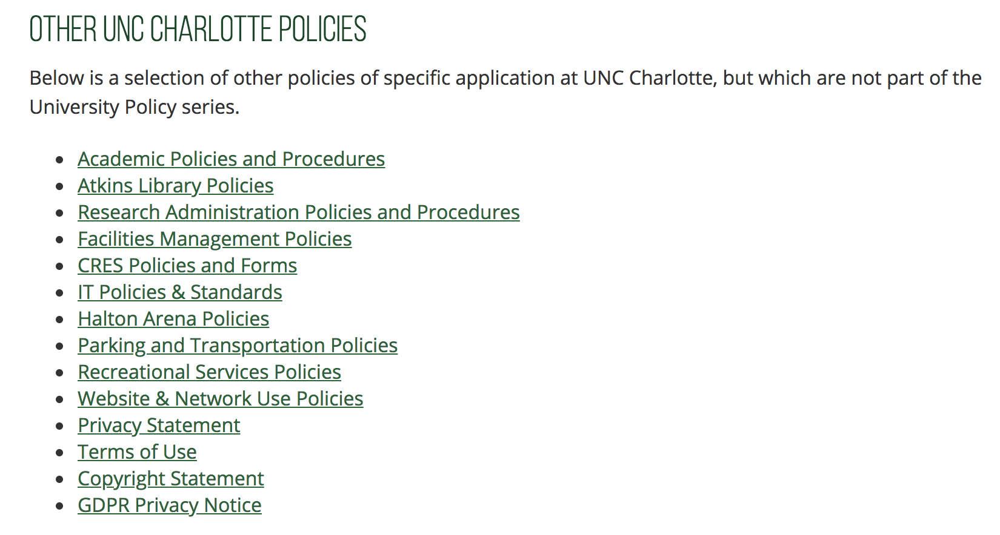 OTHER UNC CHARLOTTE POLICIES
Below is a selection of other policies of specific application at UNC Charlotte, but which are not part of the
University Policy series.
Academic Policies and Procedures
Atkins Library Policies
Research Administration Policies and Procedures
Facilities Management Policies
CRES Policies and Forms
IT Policies & Standards
Halton Arena Policies
Parking and Transportation Policies
Recreational Services Policies
Website & Network Use Policies
Privacy Statement
Terms of Use
Copyright Statement
GDPR Privacy Notice